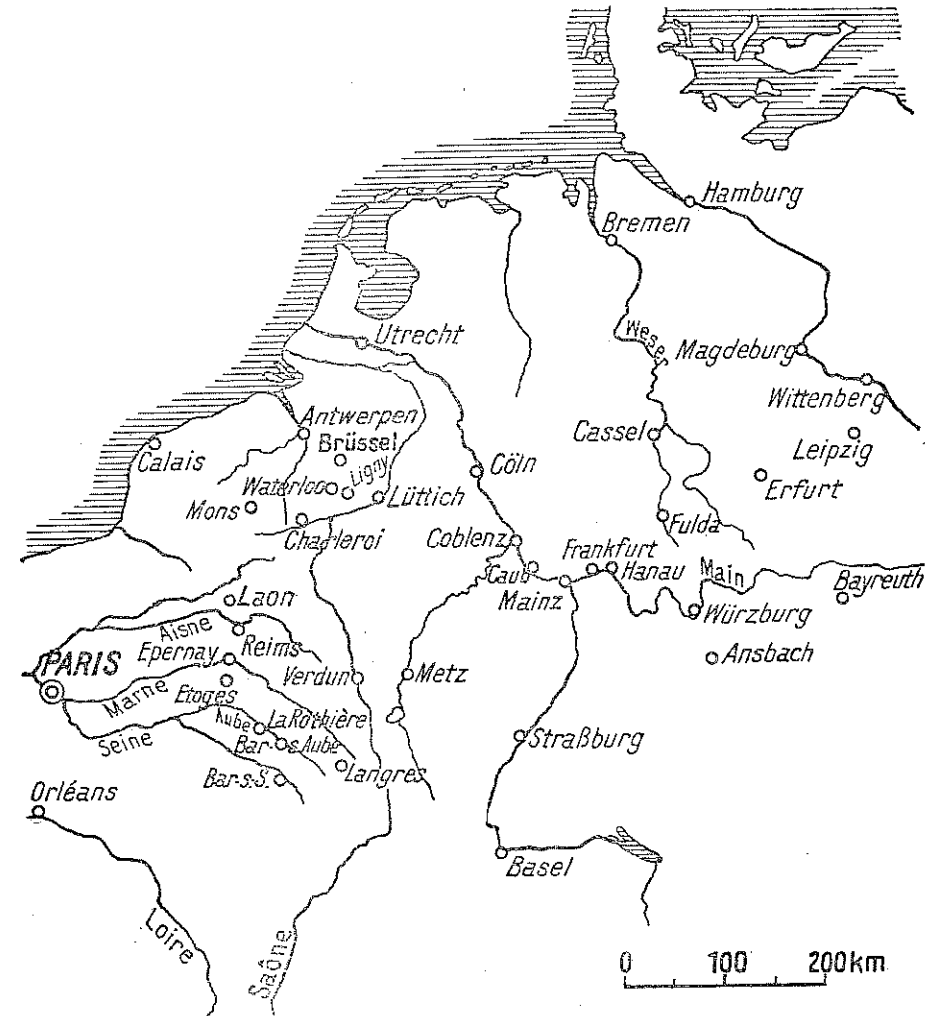 Hamburg
Bremen
Utrecht
Weser
Magdeburg
Wittenberg
Antwerpen
Brüssel
Cassel
Leipzig
Calais
Ligny
Cöln
Waterloo
Lüttich
Erfurt
Mons
Charleroi
Fulda
Coblenz
Frankfurt
Caub
Hanau
Main
Bayreuth
Mainz
Laon
Würzburg
Aisne
Reims
Epernay
PARIS
Ansbach
Verdun
Metz
Marne
Etoges
Aube
La Rothière
Seine
Bar-s.Aube
Straßburg
Bar-s.-S.
Langres
Orléans
Basel
Loire
Saône
0 100 200km